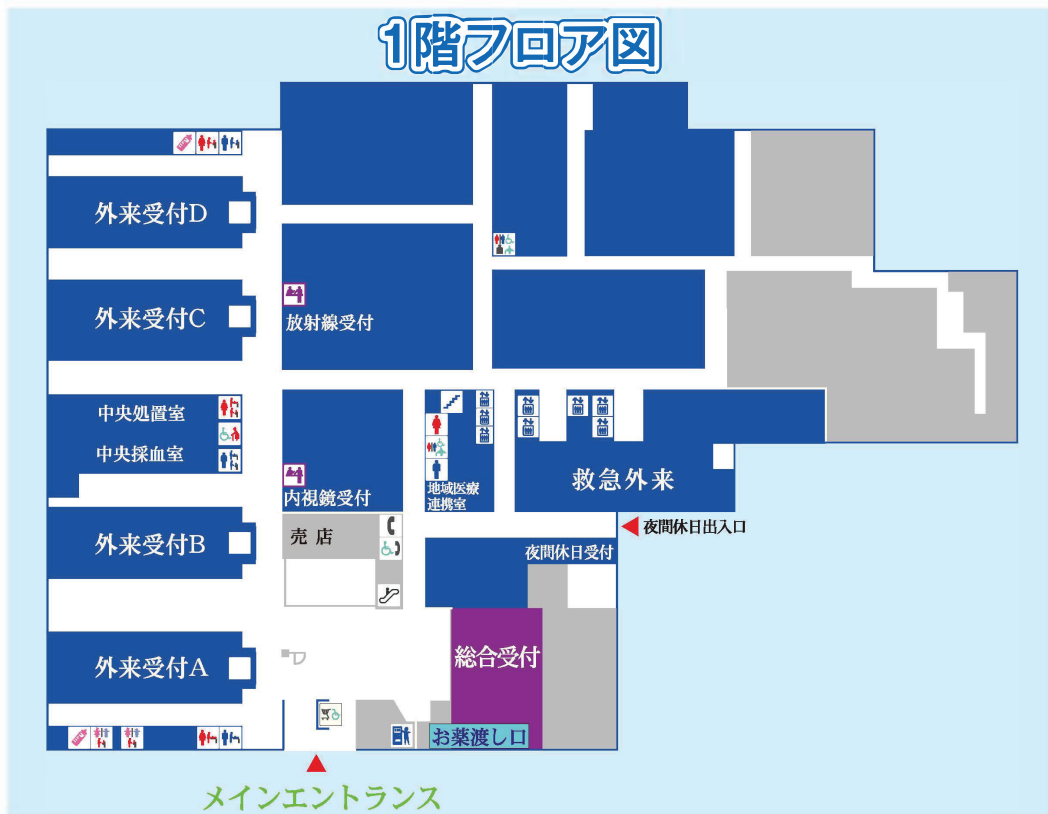 1階フロア図
外来受付D
外来受付C
放射線受付
中央処置室
中央採血室
内視鏡受付
地域医療
連携室
救急外来
売店
夜間休日出入口
外来受付B
夜間休日受付
外来受付A
総合受付
お薬渡し口
メインエントランス